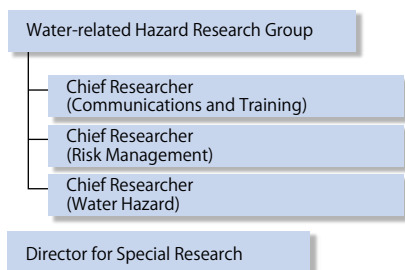 Water-related Hazard Research Group
Chief Researcher
(Communications and Training)
Chief Researcher
(Risk Management)
Chief Researcher
(Water Hazard)
Director for Special Research